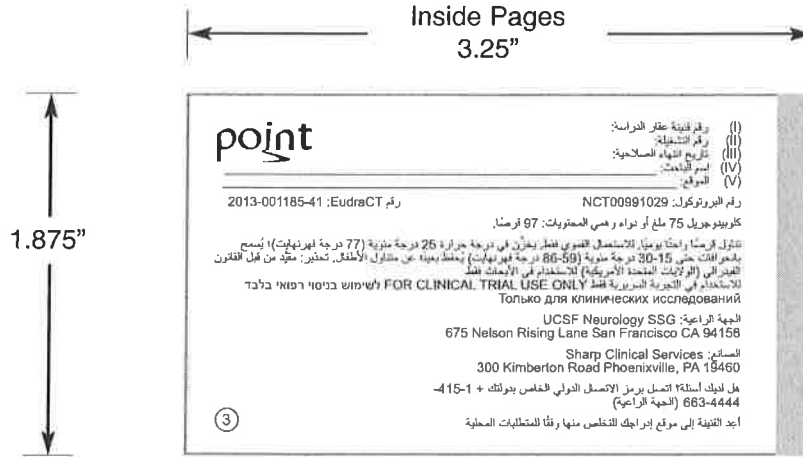 Inside Pages
3.25”
1.875”
point
(I) رقم قنينة عقار الدراسة:
(II) رقم التشغيلة:
(III) تاريخ انتهاء الصلاحية:
(IV) اسم الباحث:
(V) الموقع:
رقم البروتوكول: NCT00991029 رقم EudraCT: 2013-001185-41
كلوبيدوجريل 75 ملغ أو دواء وهمي المحتويات: 97 قرصًا.
تناول قرصًا واحدًا يوميًا. للاستعمال الفموي فقط. يخزَّن في درجة حرارة 25 درجة مئوية (77 درجة فهرنهايت)؛ يُسمح
بانحرافات حتى 15-30 درجة مئوية (59-86 درجة فهرنهايت) يُحفظ بعيدًا عن متناول الأطفال. تحذير: مقيَّد من قبل القانون
الفيدرالي (الولايات المتحدة الأمريكية) للاستخدام في الأبحاث فقط
للاستخدام في التجربة السريرية فقط FOR CLINICAL TRIAL USE ONLY לשימוש בניסוי רפואי בלבד
Только для клинических исследований
الجهة الراعية: UCSF Neurology SSG
675 Nelson Rising Lane San Francisco CA 94158
الصانع: Sharp Clinical Services
300 Kimberton Road Phoenixville, PA 19460
هل لديك أسئلة؟ اتصل برمز الاتصال الدولي الخاص بدولتك + 1-415-
663-4444 (الجهة الراعية)
أعد القنينة إلى موقع إدراجك للتخلص منها وفقًا للمتطلبات المحلية
3